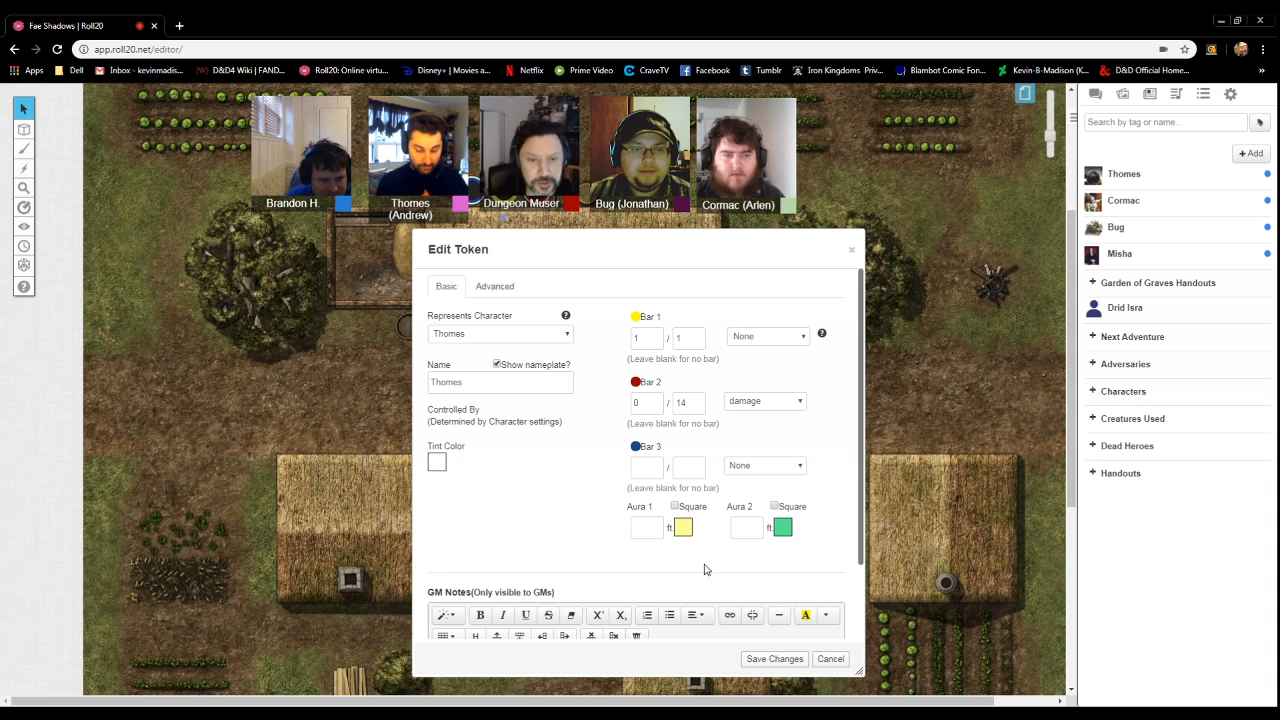 Fae Shadows | Roll20
app.roll20.net/editor/
Apps
Dell
Inbox - kevinmadis...
D&D4 Wiki | FAND...
Roll20: Online virtu...
Disney+ | Movies a...
Netflix
Prime Video
CraveTV
Facebook
Tumblr
Iron Kingdoms Priv...
Blambot Comic Fon...
Kevin-B-Madison (K...
D&D Official Home...
»
Brandon H.
Thomes
(Andrew)
Dungeon Muser
Bug (Jonathan)
Cormac (Arlen)
Edit Token
×
Basic
Advanced
Represents Character
Thomes
Name
Show nameplate?
Thomes
Controlled By
(Determined by Character settings)
Tint Color
Bar 1
1 / 1
None
(Leave blank for no bar)
Bar 2
0 / 14
damage
(Leave blank for no bar)
Bar 3
/
None
(Leave blank for no bar)
Aura 1
Square
Aura 2
Square
ft.
ft.
GM Notes(Only visible to GMs)
B I U S X² X₂ A
H
Save Changes
Cancel
Search by tag or name...
+ Add
Thomes
Cormac
Bug
Misha
+ Garden of Graves Handouts
Drid Isra
+ Next Adventure
+ Adversaries
+ Characters
+ Creatures Used
+ Dead Heroes
+ Handouts